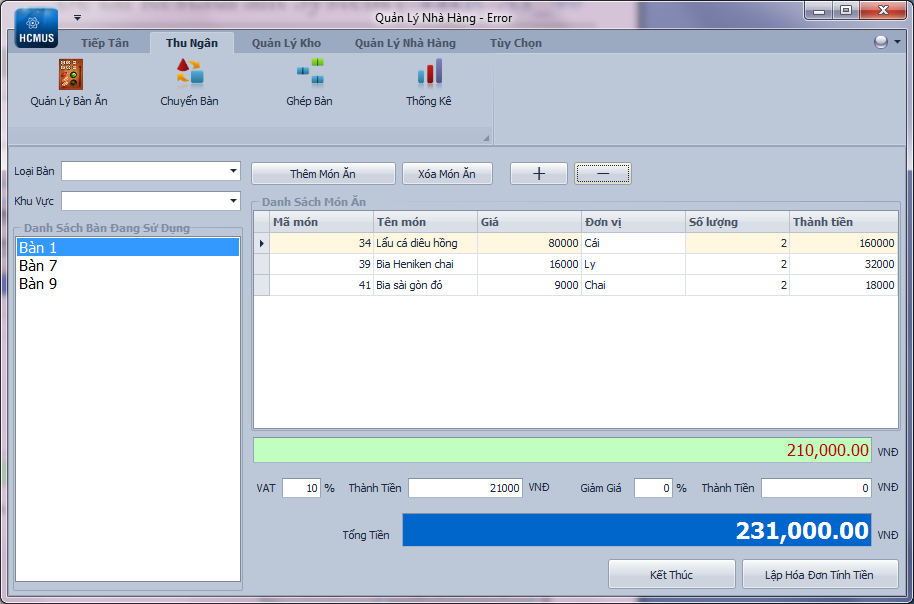 Quản Lý Nhà Hàng - Error
HCMUS
Tiếp Tân Thu Ngân Quản Lý Kho Quản Lý Nhà Hàng Tùy Chọn
Quản Lý Bàn Ăn Chuyển Bàn Ghép Bàn Thống Kê
Loại Bàn
Khu Vực
Danh Sách Bàn Đang Sử Dụng
Bàn 1
Bàn 7
Bàn 9
Thêm Món Ăn Xóa Món Ăn + —
Danh Sách Món Ăn
Mã món Tên món Giá Đơn vị Số lượng Thành tiền
34 Lẩu cá diêu hồng 80000 Cái 2 160000
39 Bia Heniken chai 16000 Ly 2 32000
41 Bia sài gòn đỏ 9000 Chai 2 18000
210,000.00 VNĐ
VAT 10 % Thành Tiền 21000 VNĐ Giảm Giá 0 % Thành Tiền 0 VNĐ
Tổng Tiền 231,000.00 VNĐ
Kết Thúc Lập Hóa Đơn Tính Tiền